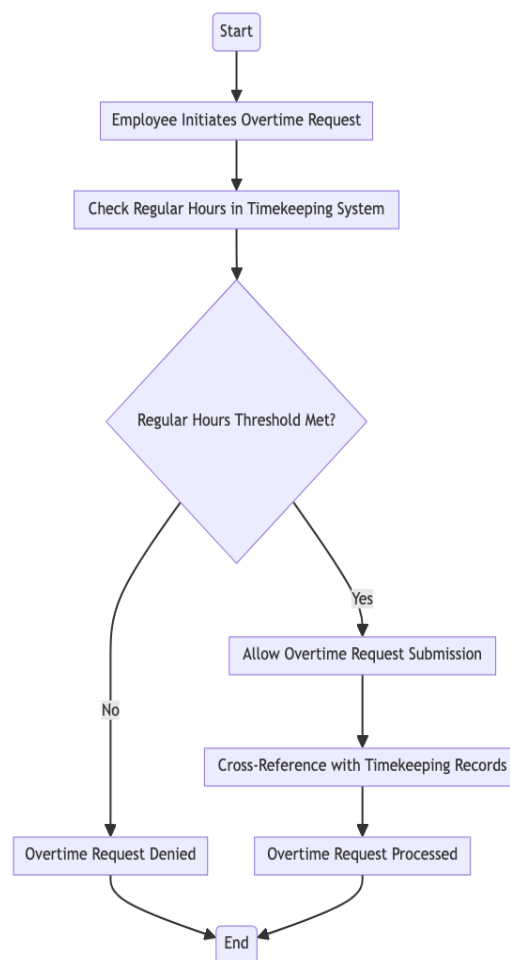 Start
Employee Initiates Overtime Request
Check Regular Hours in Timekeeping System
Regular Hours Threshold Met?
Yes
Allow Overtime Request Submission
No
Cross-Reference with Timekeeping Records
Overtime Request Denied
Overtime Request Processed
End